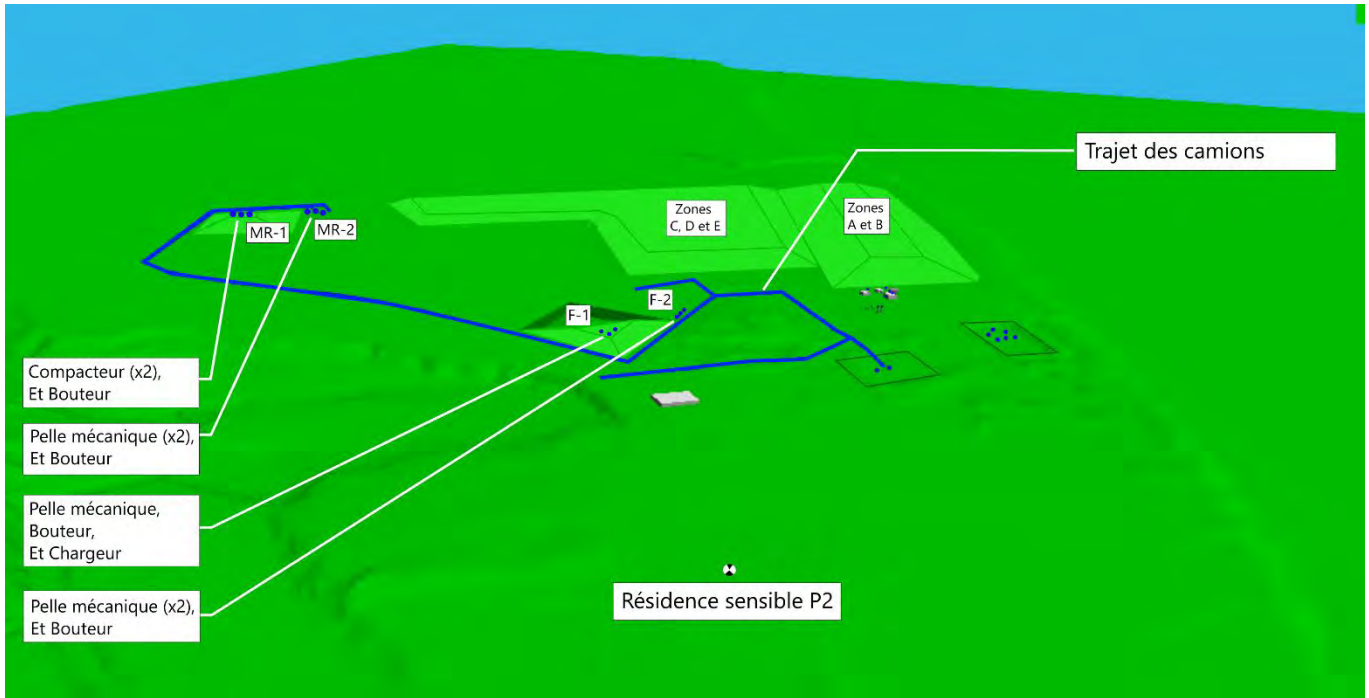 Trajet des camions
Zones
C, D et E
Zones
A et B
MR-1
MR-2
F-2
F-1
Compacteur (x2),
Et Bouteur
Pelle mécanique (x2),
Et Bouteur
Pelle mécanique,
Bouteur,
Et Chargeur
Pelle mécanique (x2),
Et Bouteur
Résidence sensible P2